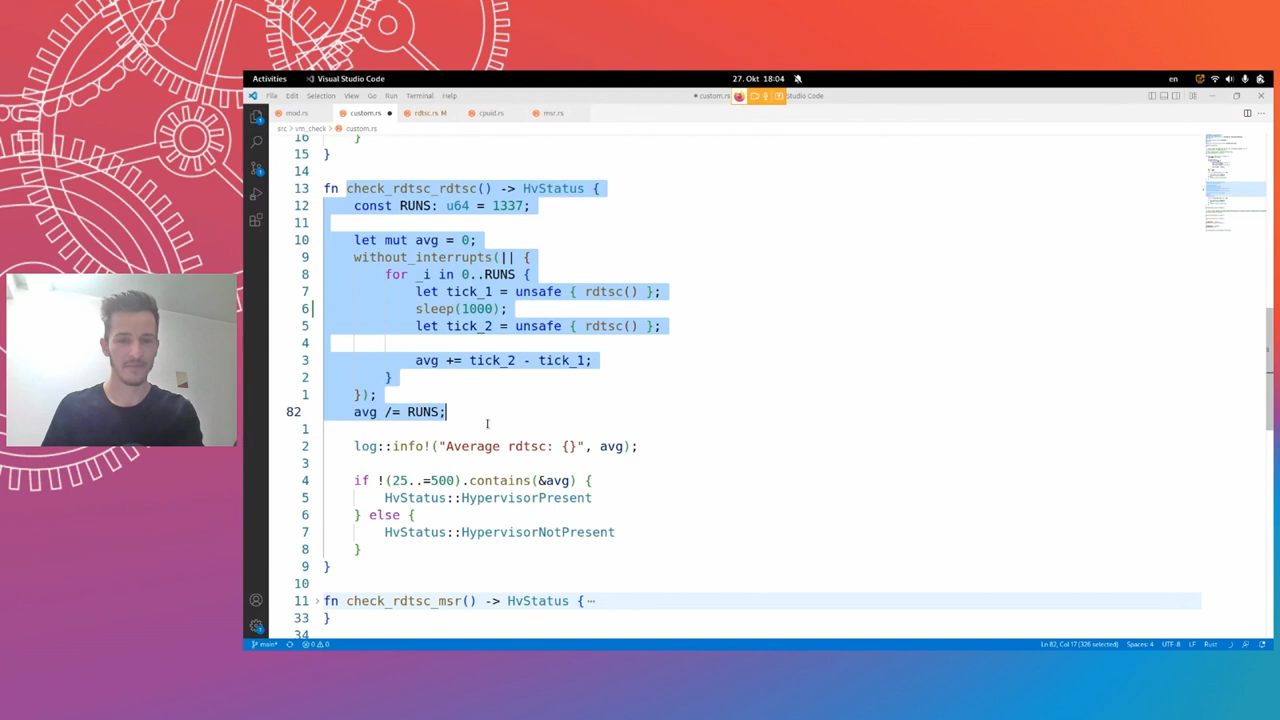 Activities
Visual Studio Code
27. Okt 18:04
en
File Edit Selection View Go Run Terminal Help
● custom.rs
Studio Code
mod.rs
custom.rs ●
rdtsc.rs M
cpuid.rs
msr.rs
src > vm_check > custom.rs
16 }
15 }
14
13 fn check_rdtsc_rdtsc() -> HvStatus {
12 const RUNS: u64 = 133;
11
10 let mut avg = 0;
9 without_interrupts(|| {
8 for _i in 0..RUNS {
7 let tick_1 = unsafe { rdtsc() };
6 sleep(1000);
5 let tick_2 = unsafe { rdtsc() };
4
3 avg += tick_2 - tick_1;
2 }
1 });
82 avg /= RUNS;
1
2 log::info!("Average rdtsc: {}", avg);
3
4 if !(25..=500).contains(&avg) {
5 HvStatus::HypervisorPresent
6 } else {
7 HvStatus::HypervisorNotPresent
8 }
9 }
10
11 > fn check_rdtsc_msr() -> HvStatus { ⋯
33 }
34
main* 0 0 Ln 82, Col 17 (326 selected) Spaces: 4 UTF-8 LF Rust